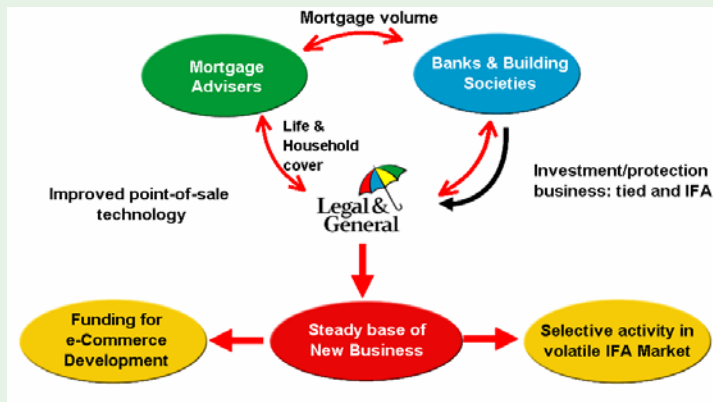 Mortgage volume
Mortgage
Advisers
Banks & Building
Societies
Life &
Household
cover
Improved point-of-sale
technology
Legal &
General
Investment/protection
business: tied and IFA
Funding for
e-Commerce
Development
Steady base of
New Business
Selective activity in
volatile IFA Market